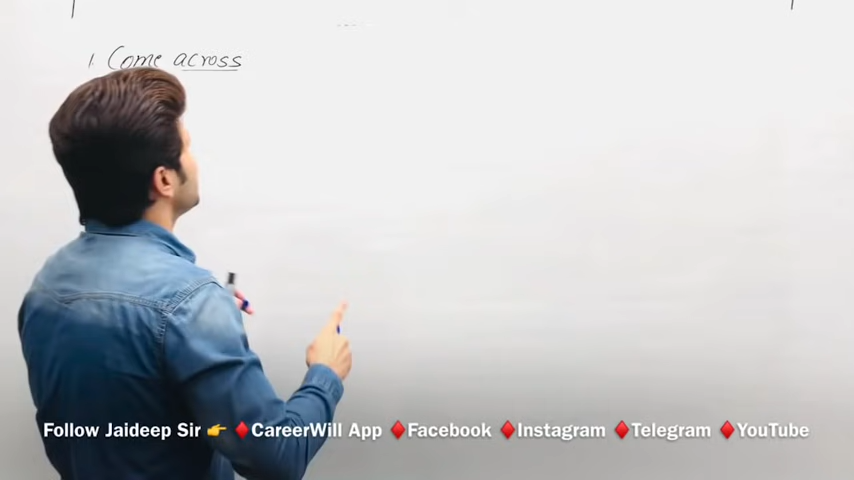 1. Come across
Follow Jaideep Sir 👉 ♦️CareerWill App ♦️Facebook ♦️Instagram ♦️Telegram ♦️YouTube